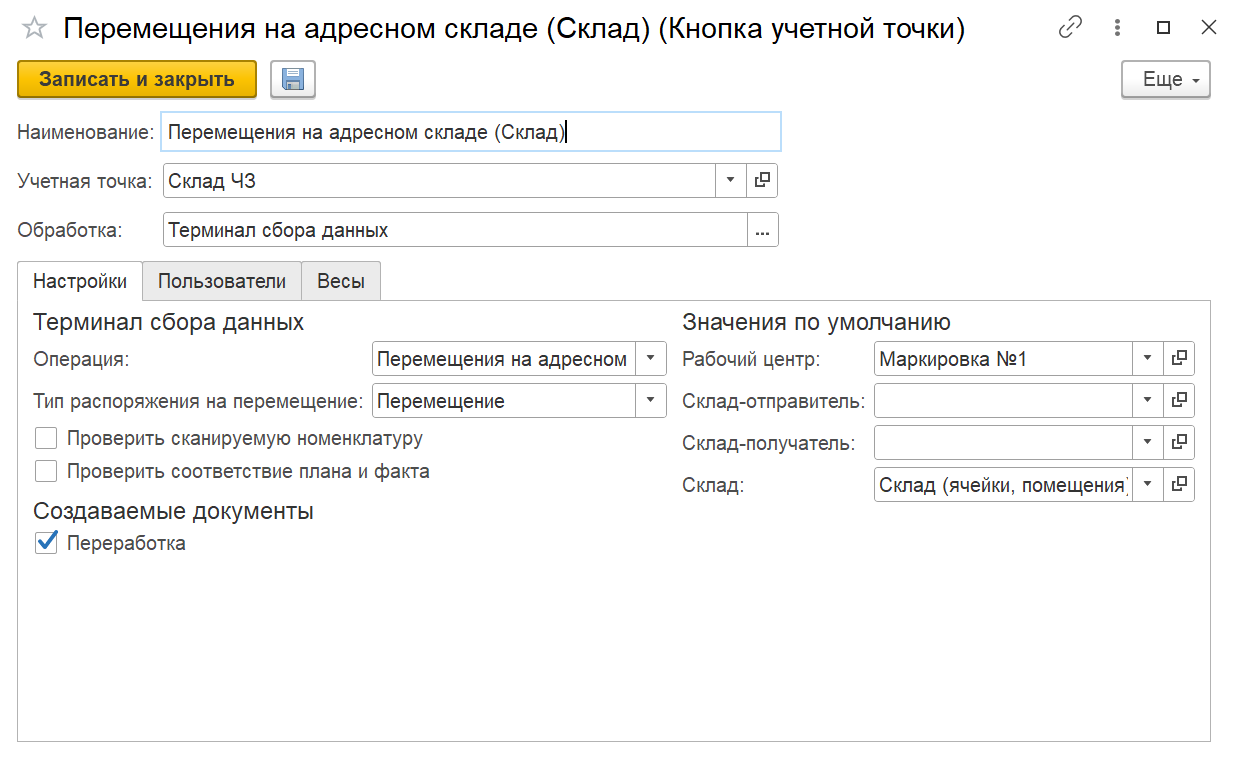 Перемещения на адресном складе (Склад) (Кнопка учетной точки)
Записать и закрыть
Еще
Наименование: Перемещения на адресном складе (Склад)
Учетная точка: Склад ЧЗ
Обработка: Терминал сбора данных ...
Настройки Пользователи Весы
Терминал сбора данных
Операция: Перемещения на адресном
Тип распоряжения на перемещение: Перемещение
Проверить сканируемую номенклатуру
Проверить соответствие плана и факта
Создаваемые документы
Переработка
Значения по умолчанию
Рабочий центр: Маркировка №1
Склад-отправитель:
Склад-получатель:
Склад: Склад (ячейки, помещения)